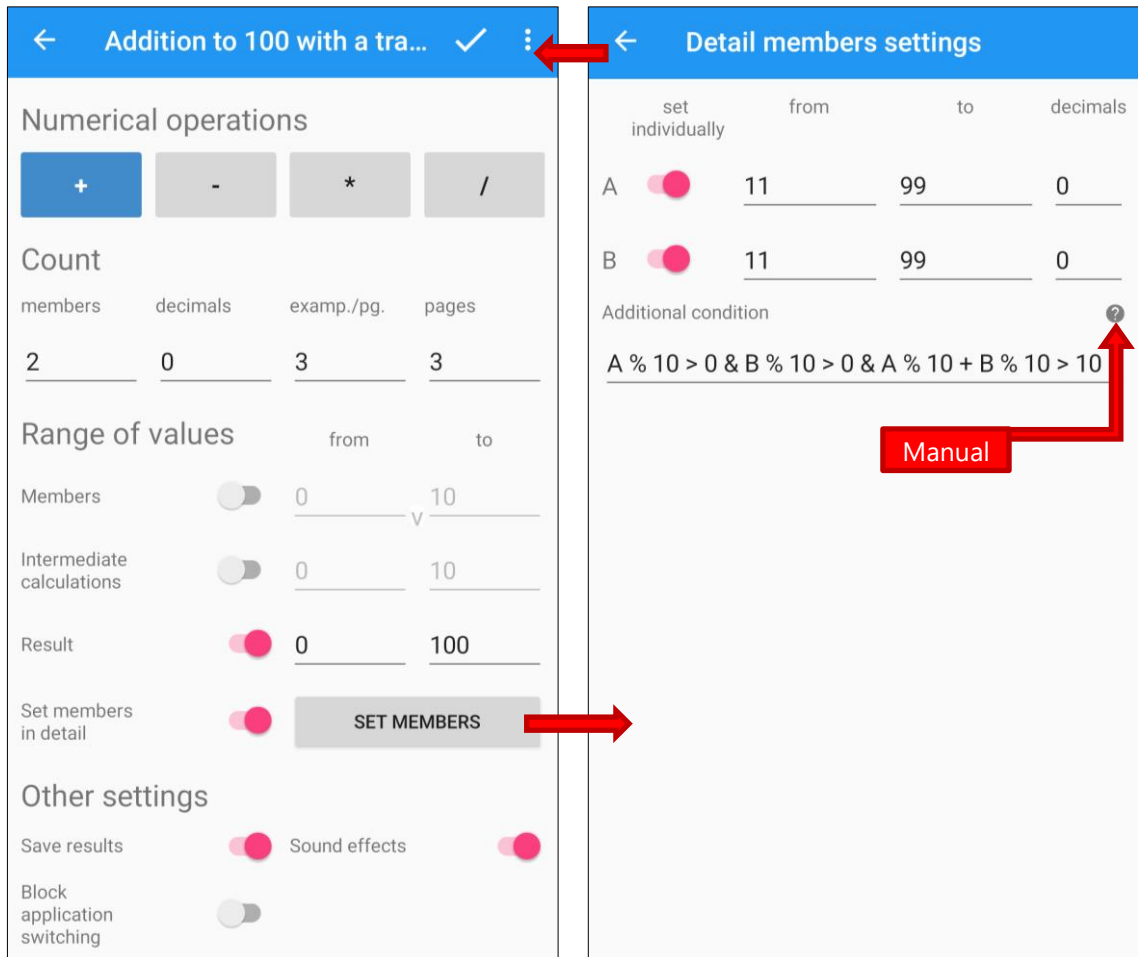 Addition to 100 with a tra...
Numerical operations
+ - * /
Count
members decimals examp./pg. pages
2 0 3 3
Range of values from to
Members 0 10
v
Intermediate
calculations 0 10
Result 0 100
Set members
in detail SET MEMBERS
Other settings
Save results Sound effects
Block
application
switching
Detail members settings
set
individually from to decimals
A 11 99 0
B 11 99 0
Additional condition ?
A % 10 > 0 & B % 10 > 0 & A % 10 + B % 10 > 10
Manual